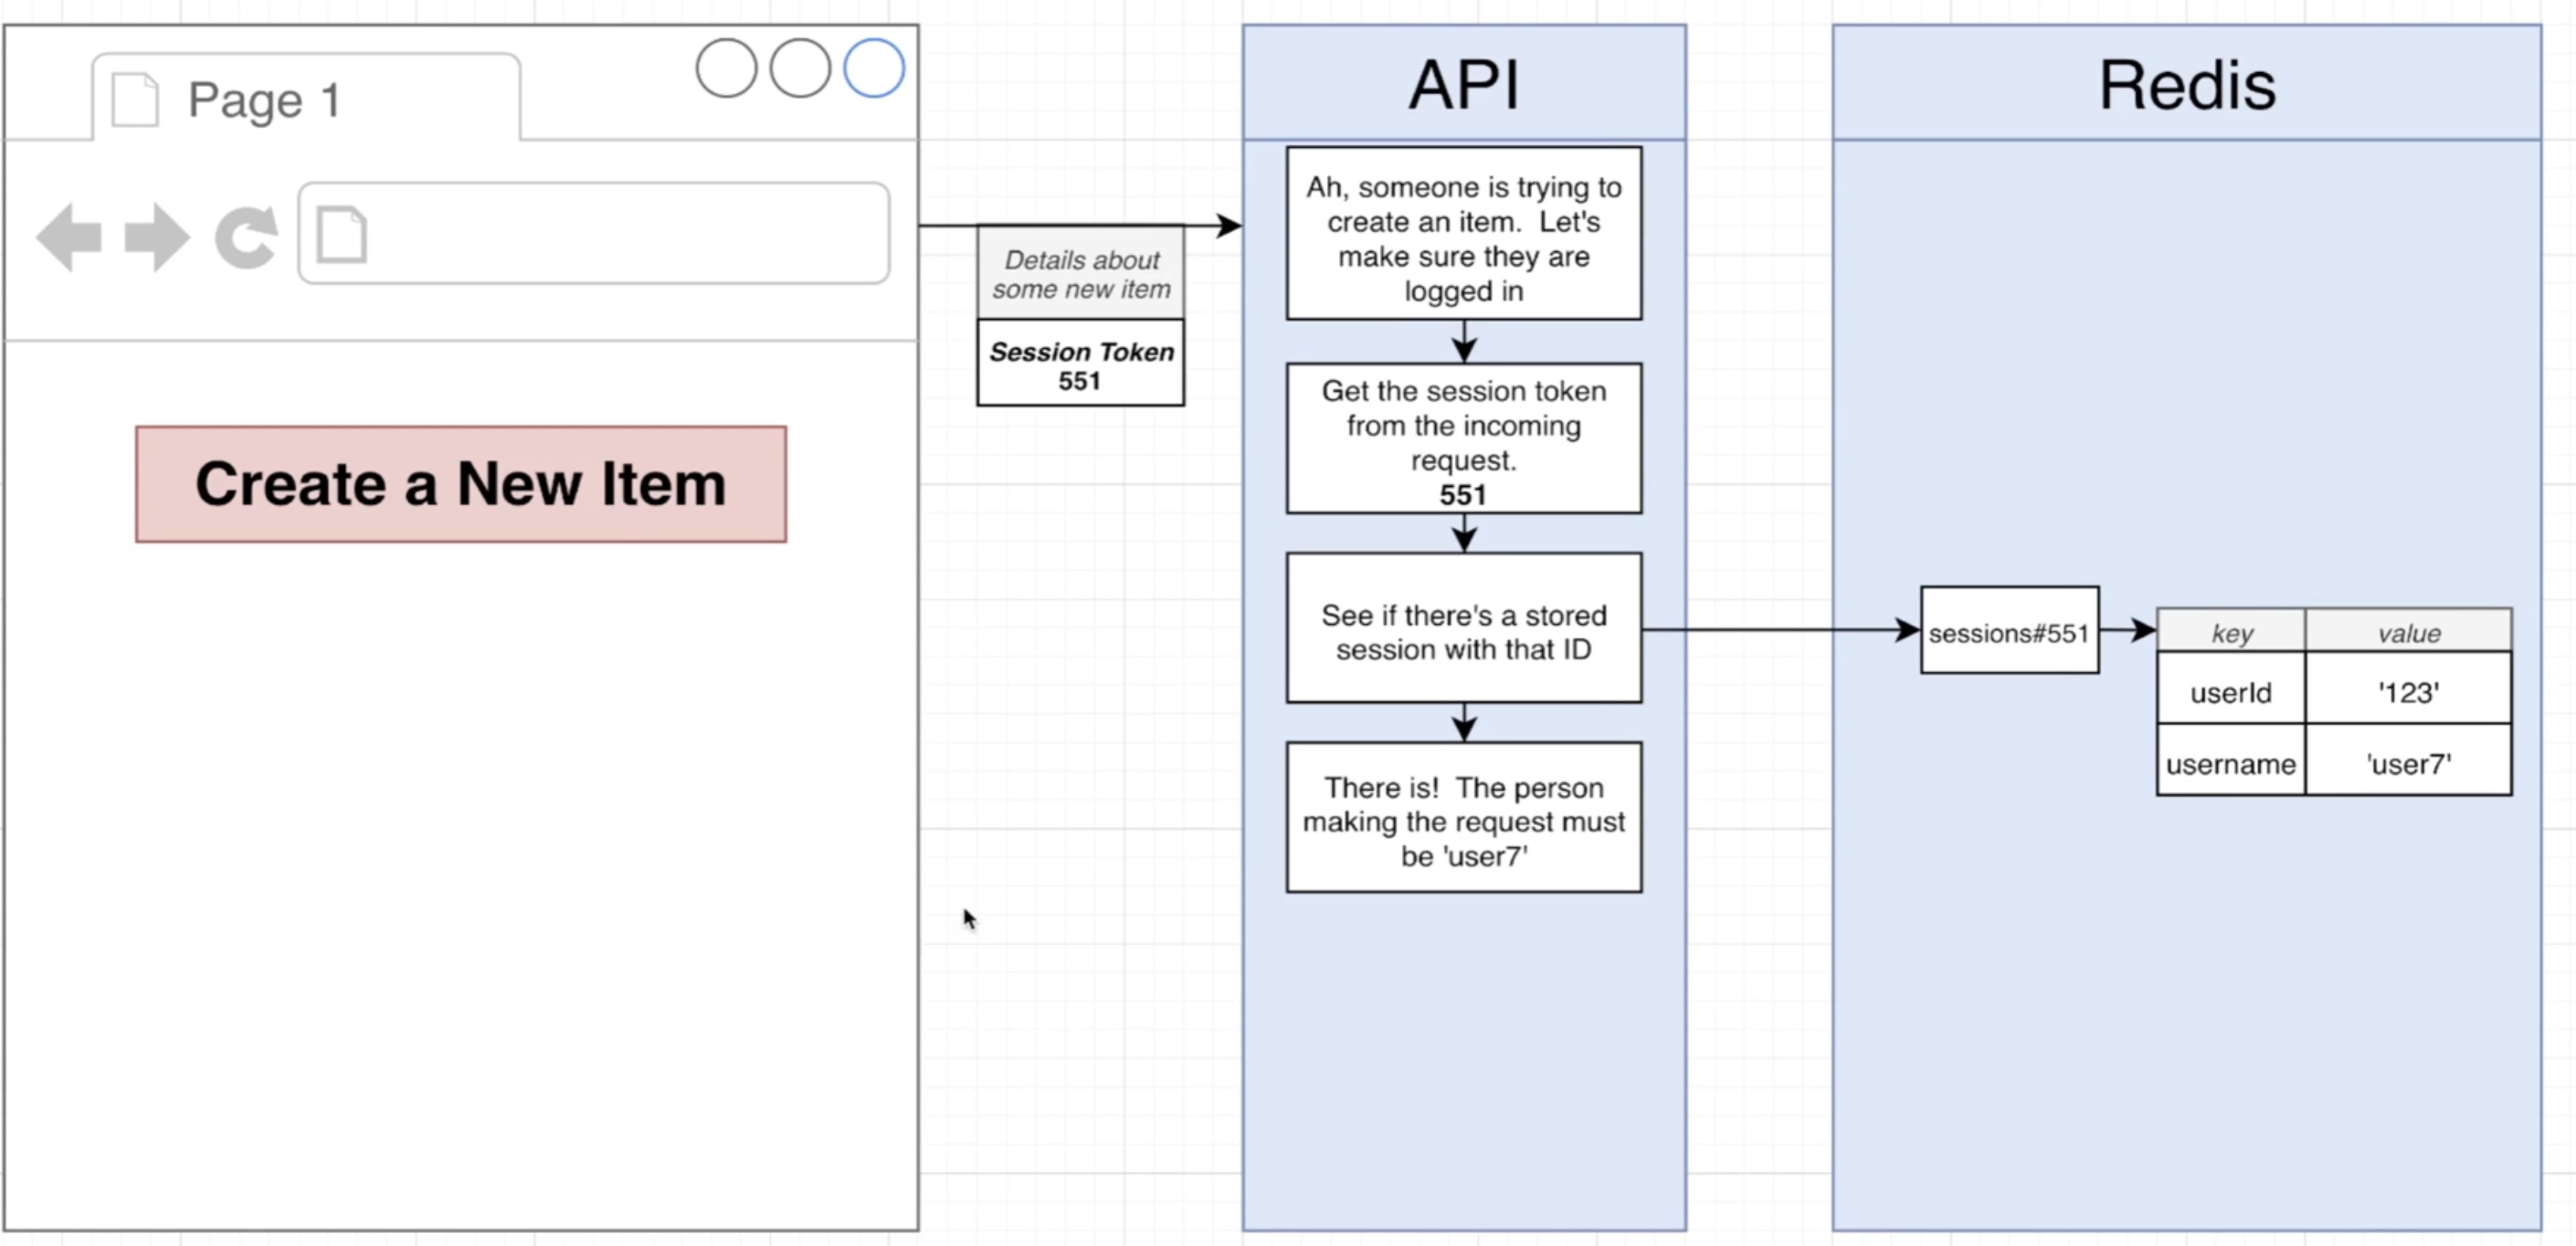 Page 1
Create a New Item
Details about
some new item
Session Token
551
API
Ah, someone is trying to
create an item. Let's
make sure they are
logged in
Get the session token
from the incoming
request.
551
See if there's a stored
session with that ID
There is! The person
making the request must
be 'user7'
Redis
sessions#551
key value
userId '123'
username 'user7'